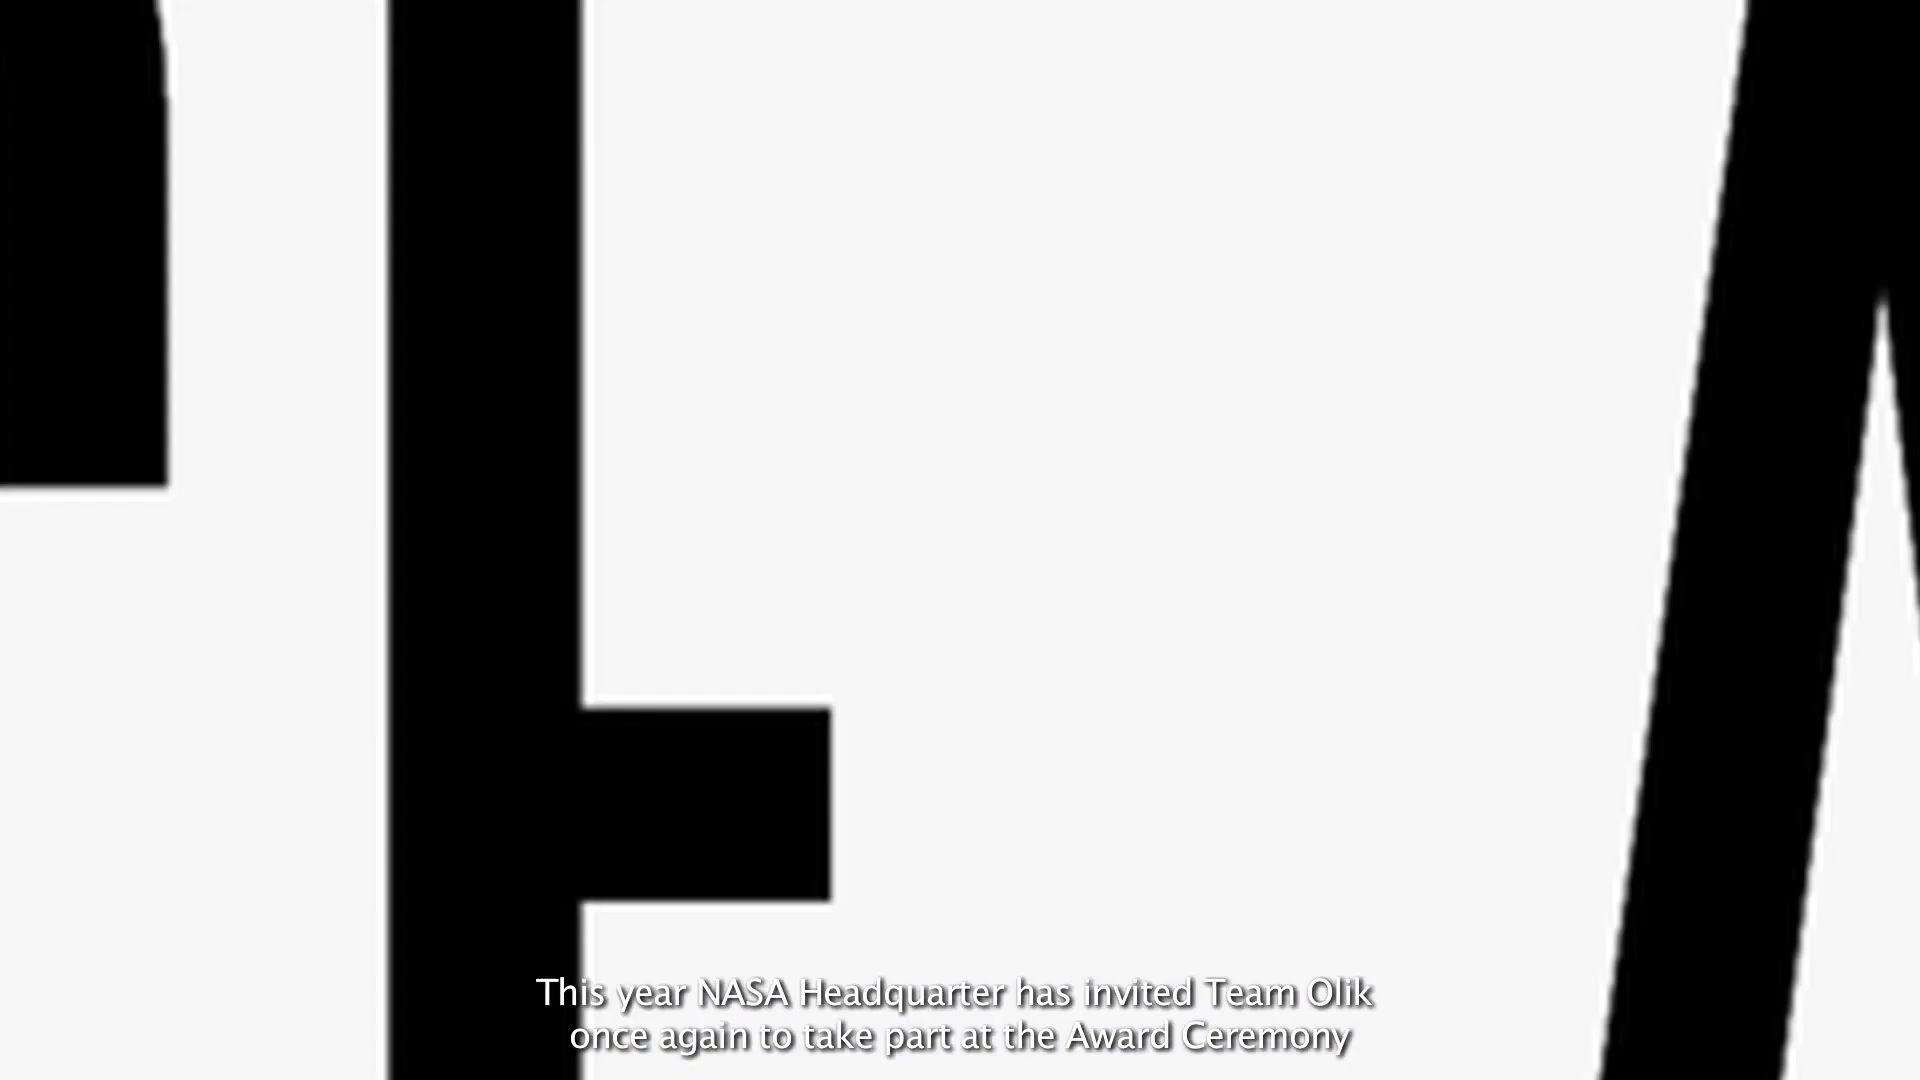 This year NASA Headquarter has invited Team Olik
once again to take part at the Award Ceremony